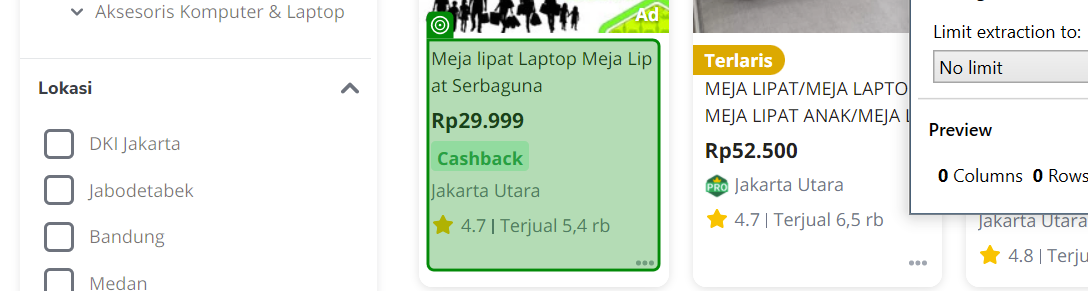 Aksesoris Komputer & Laptop
Lokasi
DKI Jakarta
Jabodetabek
Bandung
Medan
Ad
Meja lipat Laptop Meja Lip
at Serbaguna
Rp29.999
Cashback
Jakarta Utara
4.7 | Terjual 5,4 rb
Terlaris
MEJA LIPAT/MEJA LAPTO
MEJA LIPAT ANAK/MEJA L
Rp52.500
PRO Jakarta Utara
4.7 | Terjual 6,5 rb
Limit extraction to:
No limit
Preview
0 Columns 0 Rows
Jakarta Utara
4.8 | Terju